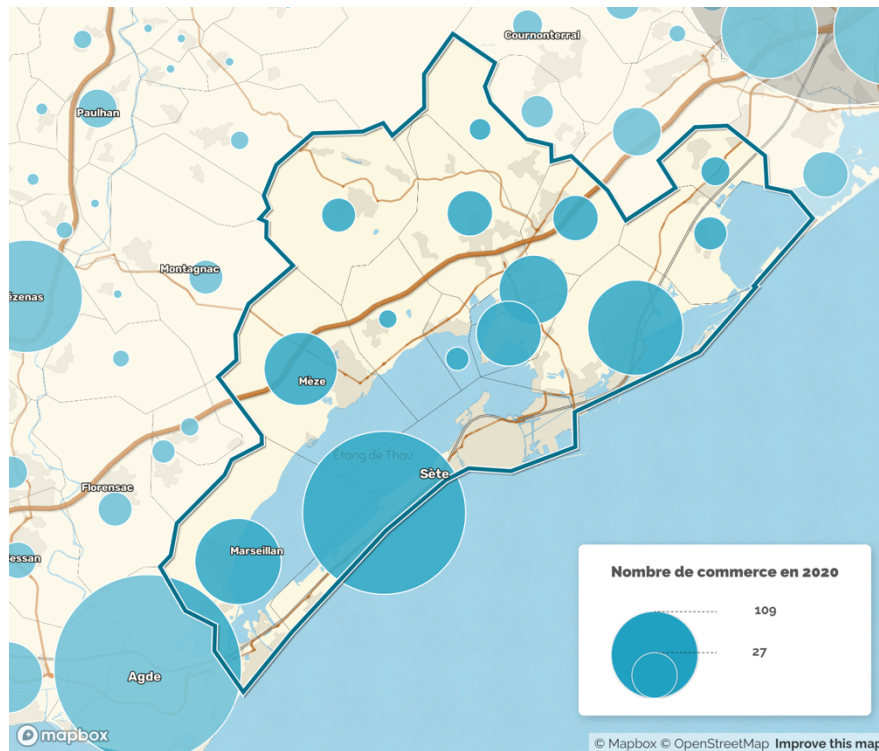 Cournonterral
Paulhan
Montagnac
ézenas
Mèze
Étang de Thau
Sète
Florensac
Marseillan
essan
Agde
Nombre de commerce en 2020
109
27
mapbox
© Mapbox © OpenStreetMap Improve this map